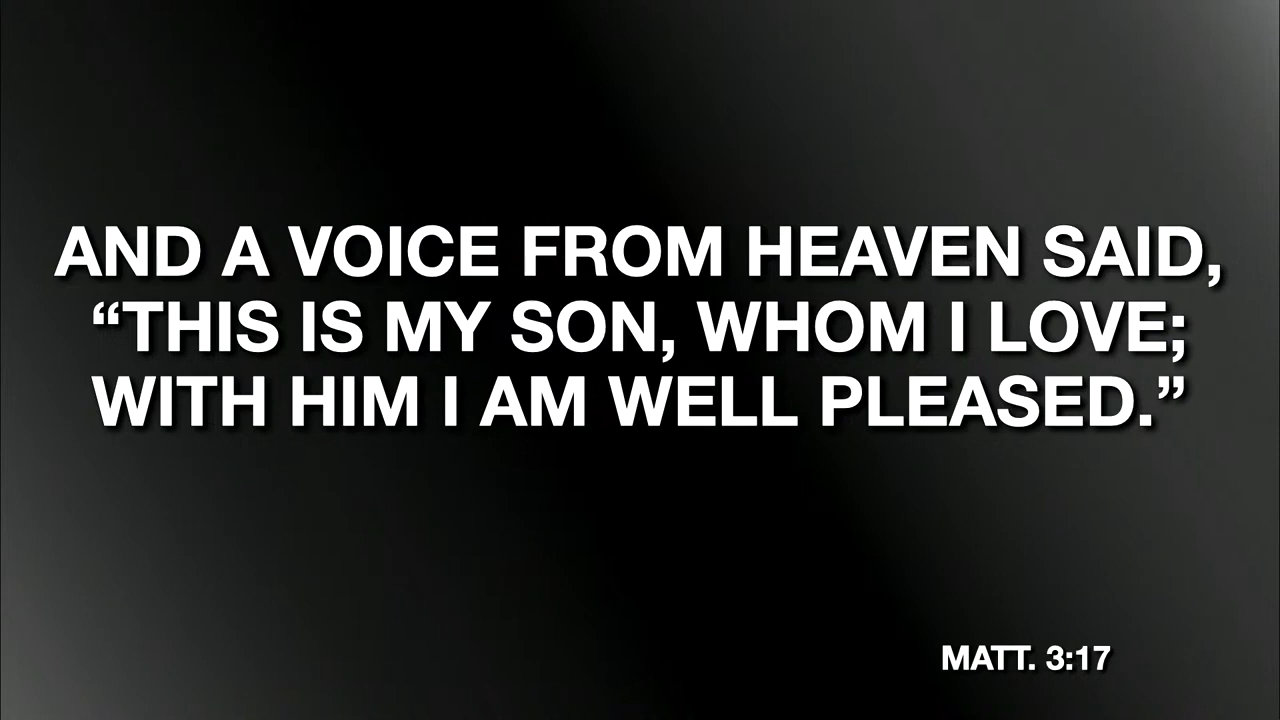 AND A VOICE FROM HEAVEN SAID,
“THIS IS MY SON, WHOM I LOVE;
WITH HIM I AM WELL PLEASED.”
MATT. 3:17